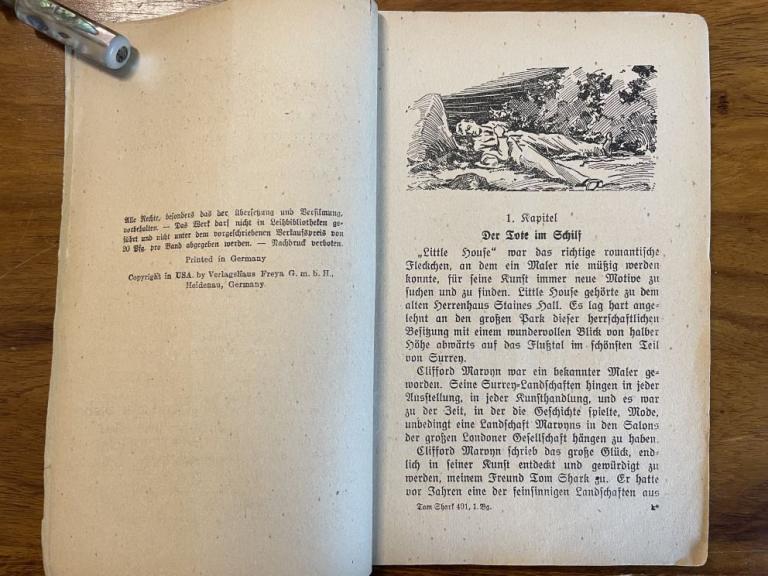 Alle Rechte, besonders das der Übersetzung und Verfilmung,
vorbehalten. — Das Werk darf nicht in Leihbibliotheken ge-
führt und nicht unter dem vorgeschriebenen Verkaufspreis von
20 Pfg. pro Band abgegeben werden. — Nachdruck verboten.
Printed in Germany
Copyright in USA. by Verlagshaus Freya G. m. b. H.,
Heidenau, Germany.
1. Kapitel
Der Tote im Schilf
„Little House“ war das richtige romantische
Fleckchen, an dem ein Maler nie müßig werden
konnte, für seine Kunst immer neue Motive zu
suchen und zu finden. Little House gehörte zu dem
alten Herrenhaus Staines Hall. Es lag hart ange-
lehnt an den großen Park dieser herrschaftlichen
Besitzung mit einem wundervollen Blick von halber
Höhe abwärts auf das Flußtal im schönsten Teil
von Surrey.
Clifford Marvyn war ein bekannter Maler ge-
worden. Seine Surrey-Landschaften hingen in jeder
Ausstellung, in jeder Kunsthandlung, und es war
zu der Zeit, in der die Geschichte spielte, Mode,
unbedingt eine Landschaft Marvyns in den Salons
der großen Londoner Gesellschaft hängen zu haben.
Clifford Marvyn schrieb das große Glück, end-
lich in seiner Kunst entdeckt und gewürdigt zu
werden, meinem Freund Tom Shark zu. Er hatte
vor Jahren eine der feinsinnigen Landschaften aus
Tom Shark 401, 1. Bg.